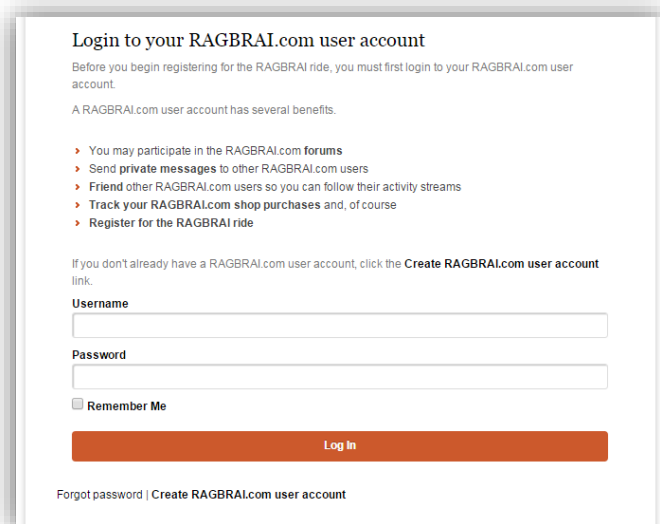 Login to your RAGBRAI.com user account
Before you begin registering for the RAGBRAI ride, you must first login to your RAGBRAI.com user
account.
A RAGBRAI.com user account has several benefits.
You may participate in the RAGBRAI.com forums
Send private messages to other RAGBRAI.com users
Friend other RAGBRAI.com users so you can follow their activity streams
Track your RAGBRAI.com shop purchases and, of course
Register for the RAGBRAI ride
If you don't already have a RAGBRAI.com user account, click the Create RAGBRAI.com user account
link.
Username
Password
Remember Me
Log In
Forgot password | Create RAGBRAI.com user account